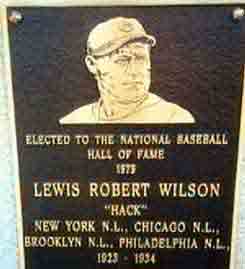 ELECTED TO THE NATIONAL BASEBALL
HALL OF FAME
1979
LEWIS ROBERT WILSON
"HACK"
NEW YORK N.L., CHICAGO N.L.,
BROOKLYN N.L., PHILADELPHIA N.L.,
1923 - 1934